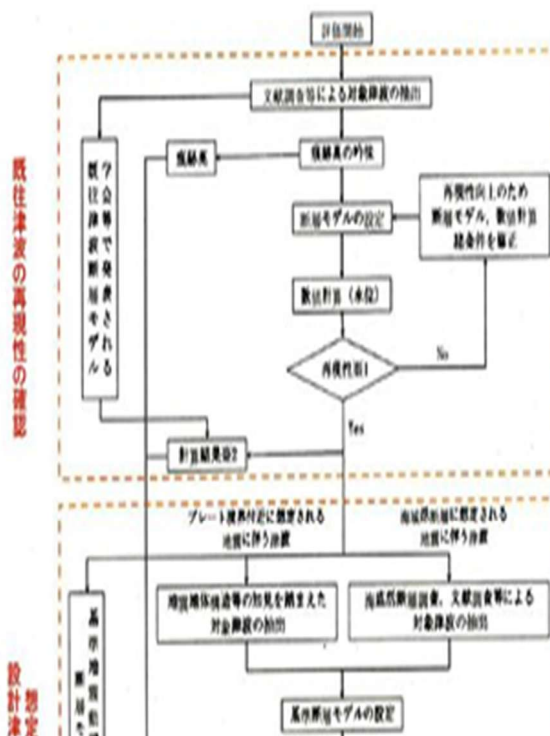 評価開始
文献調査等による対象津波の抽出
痕跡高
痕跡高の吟味
学会等で発表される
既往津波断層モデル
断層モデルの設定
再現性向上のため
断層モデル、数値計算
諸条件を修正
数値計算（水位）
再現性※1
No
Yes
計算結果※2
既往津波の再現性の確認
プレート境界付近に想定される
地震に伴う津波
海域活断層に想定される
地震に伴う津波
地震地体構造等の知見を踏まえた
対象津波の抽出
海底活断層調査、文献調査等による
対象津波の抽出
基準断層モデルの設定
想定
設計津